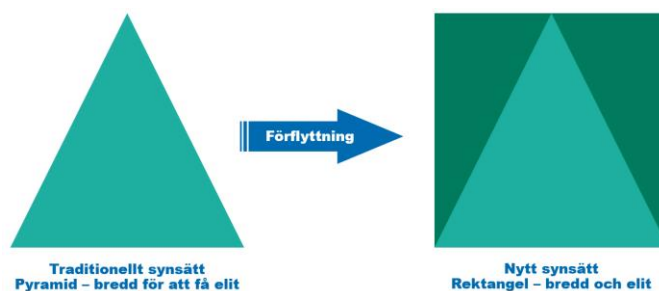 Förflyttning
Traditionellt synsätt
Pyramid – bredd för att få elit
Nytt synsätt
Rektangel – bredd och elit